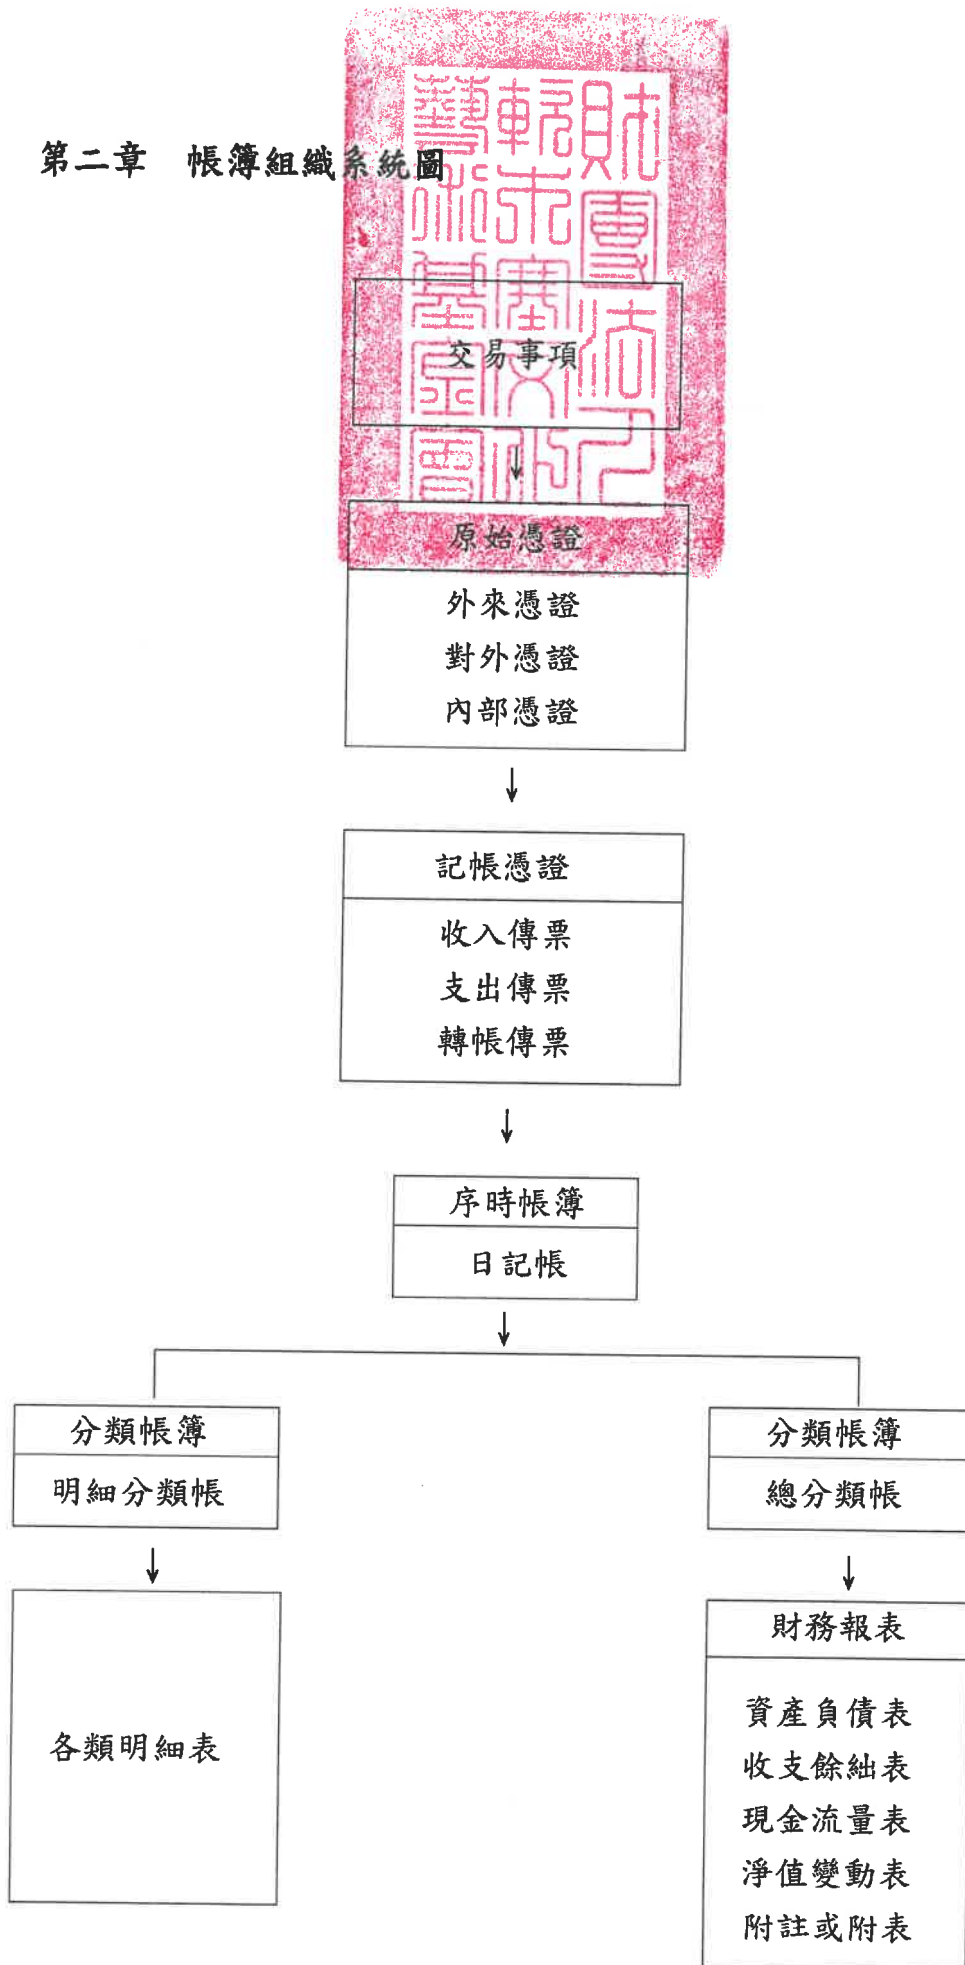 第二章 帳簿組織系統圖
交易事項
↓
原始憑證
外來憑證
對外憑證
內部憑證
↓
記帳憑證
收入傳票
支出傳票
轉帳傳票
↓
序時帳簿
日記帳
↓
分類帳簿 分類帳簿
明細分類帳 總分類帳
↓ ↓
各類明細表
財務報表
資產負債表
收支餘絀表
現金流量表
淨值變動表
附註或附表